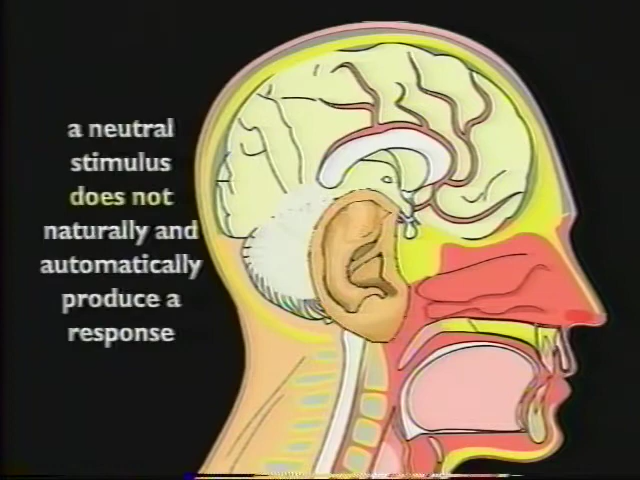 a neutral
stimulus
does not
naturally and
automatically
produce a
response